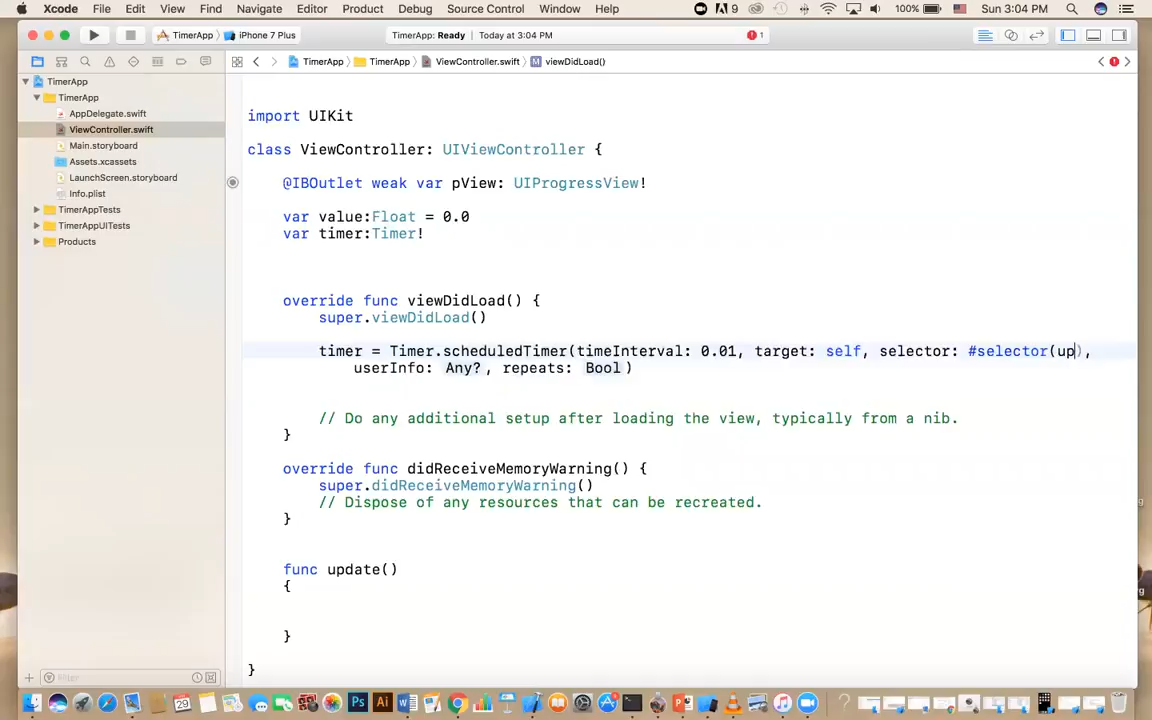 Xcode File Edit View Find Navigate Editor Product Debug Source Control Window Help 9 100% Sun 3:04 PM
TimerApp iPhone 7 Plus TimerApp: Ready Today at 3:04 PM 1
TimerApp TimerApp ViewController.swift M viewDidLoad()
TimerApp
TimerApp
AppDelegate.swift
ViewController.swift
Main.storyboard
Assets.xcassets
LaunchScreen.storyboard
Info.plist
TimerAppTests
TimerAppUITests
Products
import UIKit
class ViewController: UIViewController {
@IBOutlet weak var pView: UIProgressView!
var value:Float = 0.0
var timer:Timer!
override func viewDidLoad() {
super.viewDidLoad()
timer = Timer.scheduledTimer(timeInterval: 0.01, target: self, selector: #selector(up),
userInfo: Any?, repeats: Bool)
// Do any additional setup after loading the view, typically from a nib.
}
override func didReceiveMemoryWarning() {
super.didReceiveMemoryWarning()
// Dispose of any resources that can be recreated.
}
func update()
{
}
}
Filter
29 Ps Ai